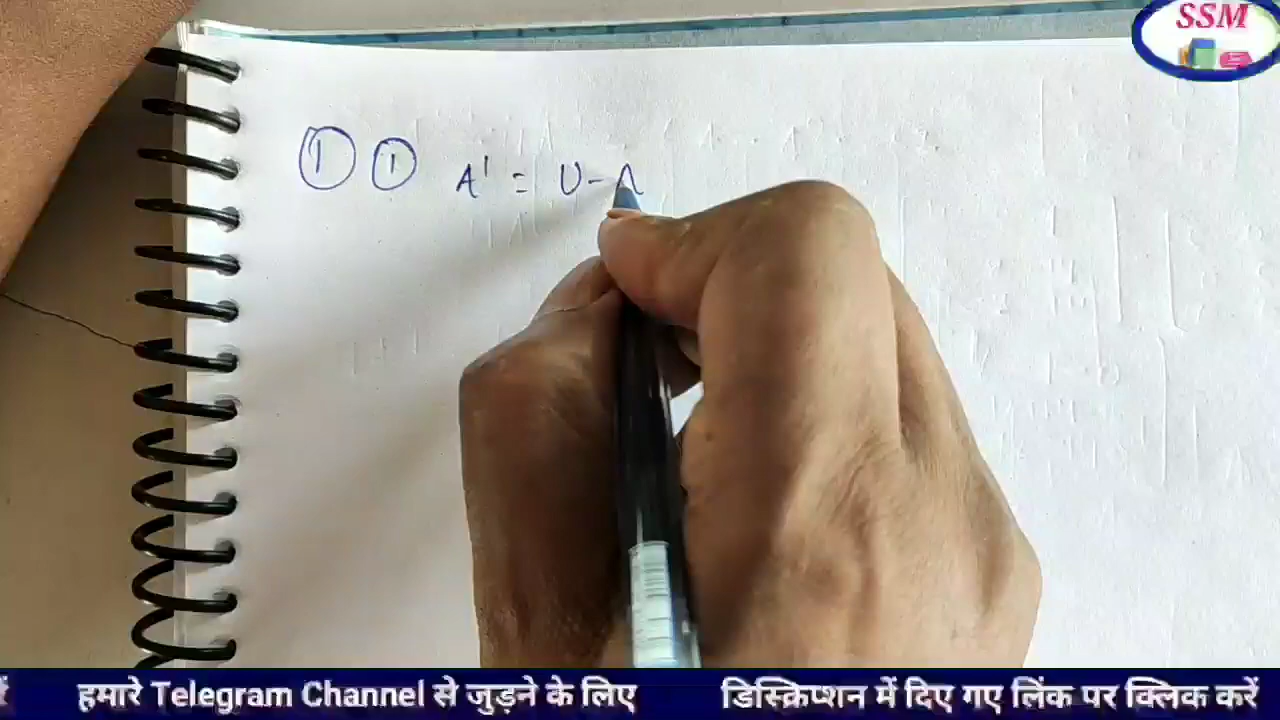 SSM
① ① A' = U-A
हमारे Telegram Channel से जुड़ने के लिए डिस्क्रिप्शन में दिए गए लिंक पर क्लिक करें